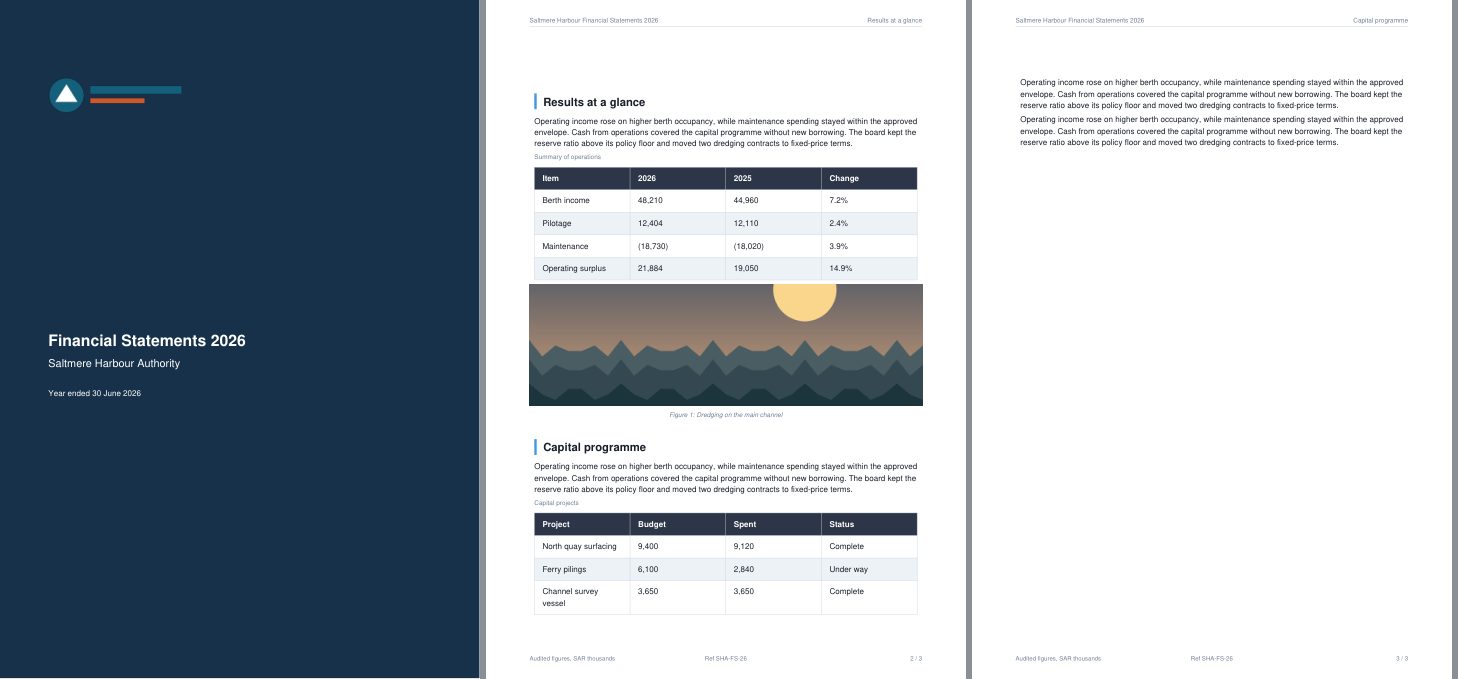 Financial Statements 2026
Saltmere Harbour Authority
Year ended 30 June 2026
Saltmere Harbour Financial Statements 2026 Results at a glance
Results at a glance
Operating income rose on higher berth occupancy, while maintenance spending stayed within the approved
envelope. Cash from operations covered the capital programme without new borrowing. The board kept the
reserve ratio above its policy floor and moved two dredging contracts to fixed-price terms.
Summary of operations
Item 2026 2025 Change
Berth income 48,210 44,960 7.2%
Pilotage 12,404 12,110 2.4%
Maintenance (18,730) (18,020) 3.9%
Operating surplus 21,884 19,050 14.9%
Figure 1: Dredging on the main channel
Capital programme
Operating income rose on higher berth occupancy, while maintenance spending stayed within the approved
envelope. Cash from operations covered the capital programme without new borrowing. The board kept the
reserve ratio above its policy floor and moved two dredging contracts to fixed-price terms.
Capital projects
Project Budget Spent Status
North quay surfacing 9,400 9,120 Complete
Ferry pilings 6,100 2,840 Under way
Channel survey 3,650 3,650 Complete
vessel
Audited figures, SAR thousands Ref SHA-FS-26 2 / 3
Saltmere Harbour Financial Statements 2026 Capital programme
Operating income rose on higher berth occupancy, while maintenance spending stayed within the approved
envelope. Cash from operations covered the capital programme without new borrowing. The board kept the
reserve ratio above its policy floor and moved two dredging contracts to fixed-price terms.
Operating income rose on higher berth occupancy, while maintenance spending stayed within the approved
envelope. Cash from operations covered the capital programme without new borrowing. The board kept the
reserve ratio above its policy floor and moved two dredging contracts to fixed-price terms.
Audited figures, SAR thousands Ref SHA-FS-26 3 / 3